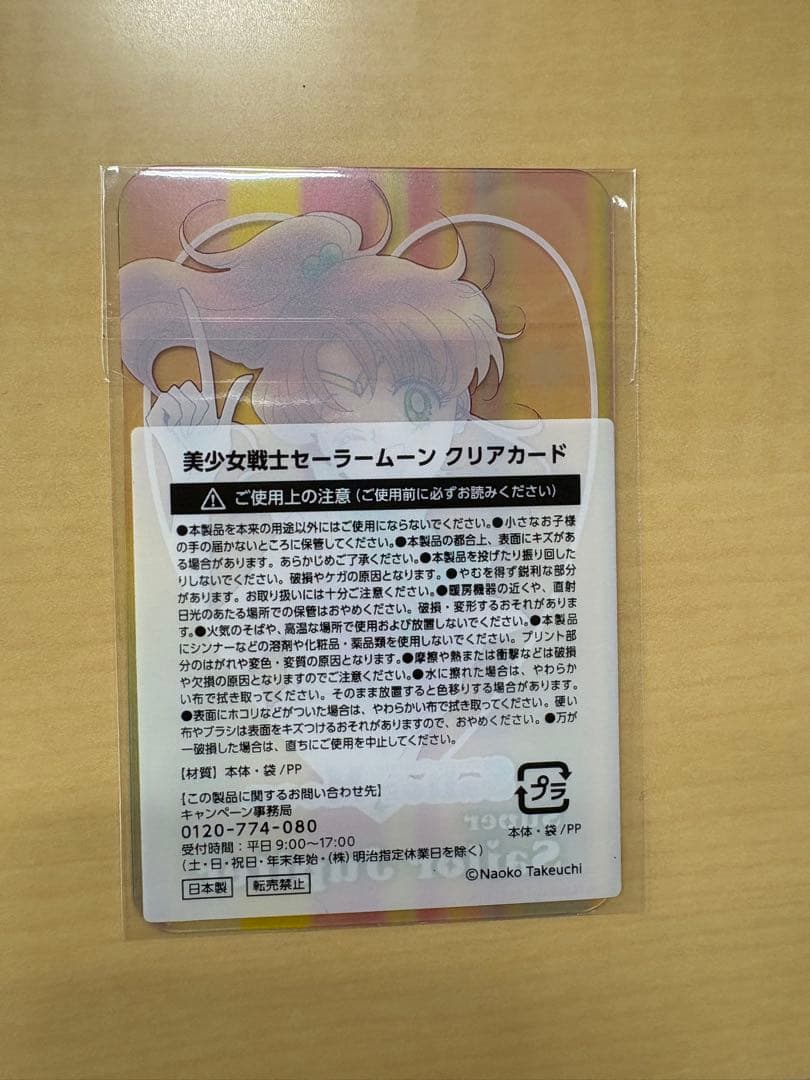 美少女戦士セーラームーン クリアカード
ご使用上の注意（ご使用前に必ずお読みください）
●本製品を本来の用途以外にはご使用にならないでください。●小さなお子様
の手の届かないところに保管してください。●本製品の都合上、表面にキズがあ
る場合があります。あらかじめご了承ください。●本製品を投げたり振り回した
りしないでください。破損やケガの原因となります。●やむを得ず鋭利な部分
があります。お取り扱いには十分ご注意ください。●暖房機器の近くや、直射
日光のあたる場所での保管はおやめください。破損・変形するおそれがありま
す。●火気のそばや、高温な場所で使用および放置しないでください。●本製品
にシンナーなどの溶剤や化粧品・薬品類を使用しないでください。プリント部
分のはがれや変色・変質の原因となります。●摩擦や熱または衝撃などは破損
や欠損の原因となりますのでご注意ください。●水に擦れた場合は、やわらか
い布で拭き取ってください。そのまま放置すると色移りする場合があります。
●表面にホコリなどがついた場合は、やわらかい布で拭き取ってください。硬い
布やブラシは表面をキズつけるおそれがありますので、おやめください。●万が
一破損した場合は、直ちにご使用を中止してください。
【材質】本体・袋/PP
【この製品に関するお問い合わせ先】
キャンペーン事務局
0120-774-080
受付時間：平日9:00～17:00
（土・日・祝日・年末年始・（株）明治指定休業日を除く）
日本製 転売禁止
プラ
本体・袋/PP
©Naoko Takeuchi
Super
Sailor Jupiter